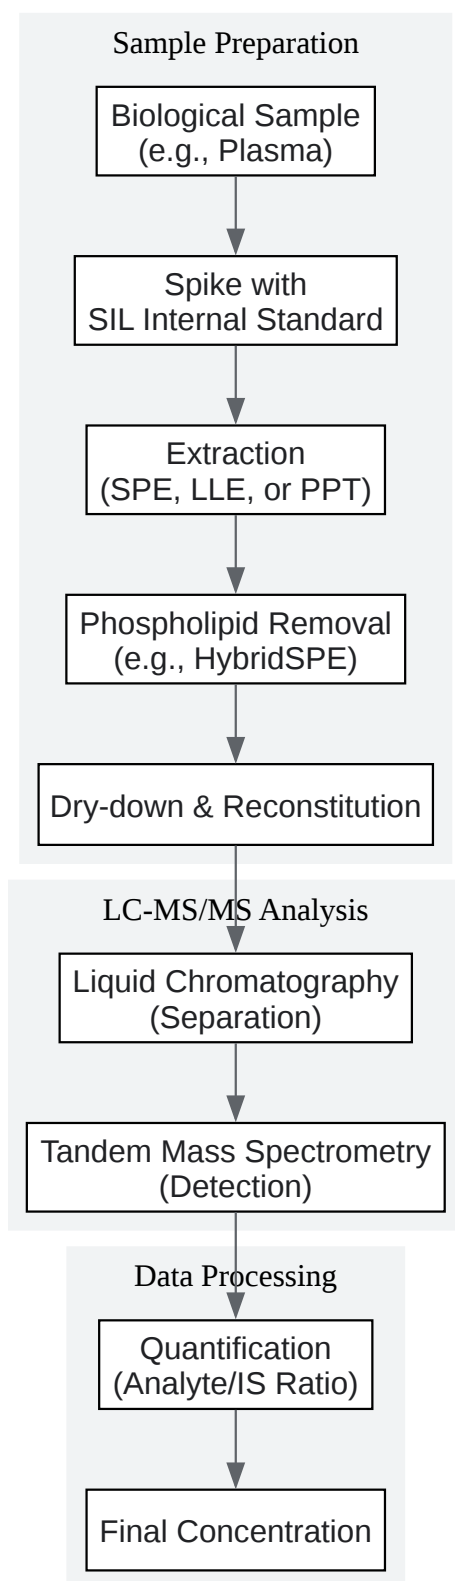 Sample Preparation
Biological Sample
(e.g., Plasma)
Spike with
SIL Internal Standard
Extraction
(SPE, LLE, or PPT)
Phospholipid Removal
(e.g., HybridSPE)
Dry-down & Reconstitution
LC-MS/MS Analysis
Liquid Chromatography
(Separation)
Tandem Mass Spectrometry
(Detection)
Data Processing
Quantification
(Analyte/IS Ratio)
Final Concentration